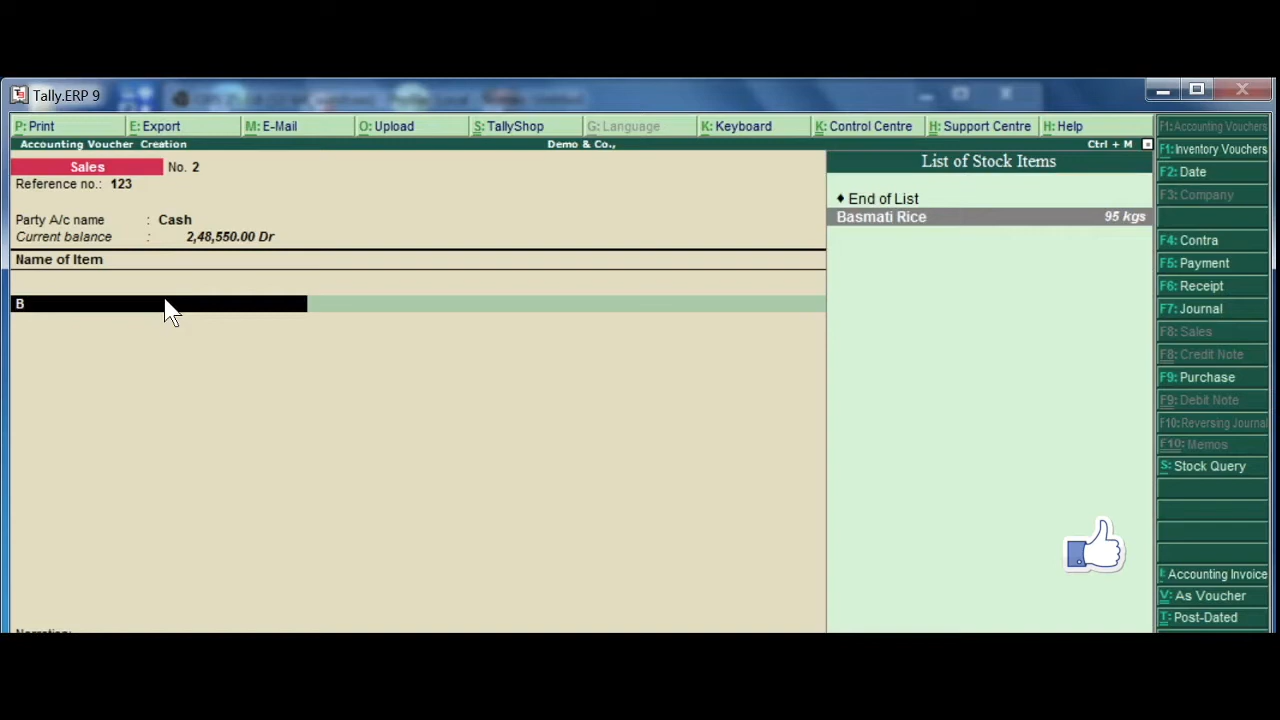 Tally.ERP 9
P: Print E: Export M: E-Mail O: Upload S: TallyShop G: Language K: Keyboard K: Control Centre H: Support Centre H: Help
Accounting Voucher Creation Demo & Co., Ctrl + M
Sales No. 2
Reference no.: 123
Party A/c name : Cash
Current balance : 2,48,550.00 Dr
Name of Item
B
List of Stock Items
♦ End of List
Basmati Rice 95 kgs
F1: Accounting Vouchers
F1: Inventory Vouchers
F2: Date
F3: Company
F4: Contra
F5: Payment
F6: Receipt
F7: Journal
F8: Sales
F8: Credit Note
F9: Purchase
F9: Debit Note
F10: Reversing Journal
F10: Memos
S: Stock Query
I: Accounting Invoice
V: As Voucher
T: Post-Dated